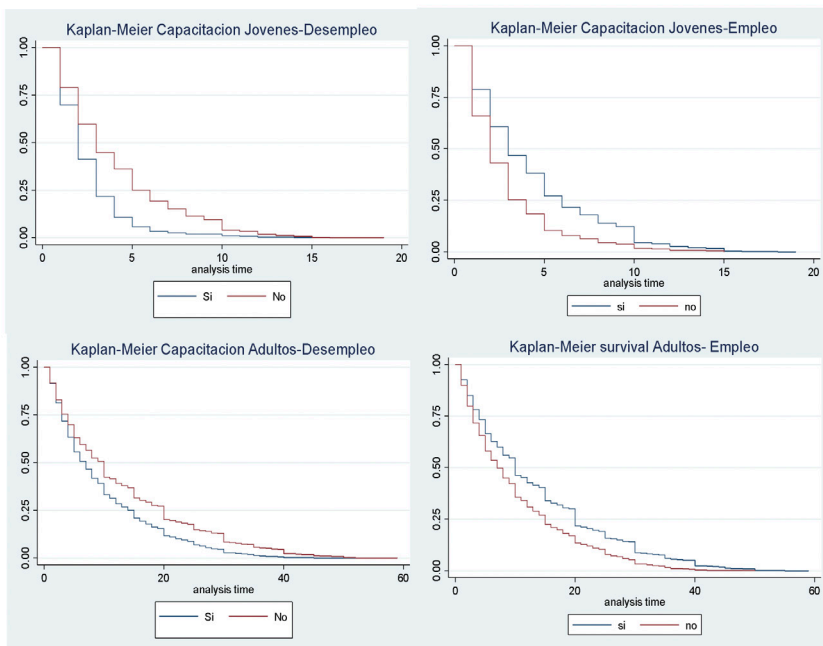 Kaplan-Meier Capacitacion Jovenes-Desempleo
1.00
0.75
0.50
0.25
0.00
0
5
10
15
20
analysis time
Si
No
Kaplan-Meier Capacitacion Jovenes-Empleo
1.00
0.75
0.50
0.25
0.00
0
5
10
15
20
analysis time
si
no
Kaplan-Meier Capacitacion Adultos-Desempleo
1.00
0.75
0.50
0.25
0.00
0
20
40
60
analysis time
Si
No
Kaplan-Meier survival Adultos- Empleo
1.00
0.75
0.50
0.25
0.00
0
20
40
60
analysis time
si
no